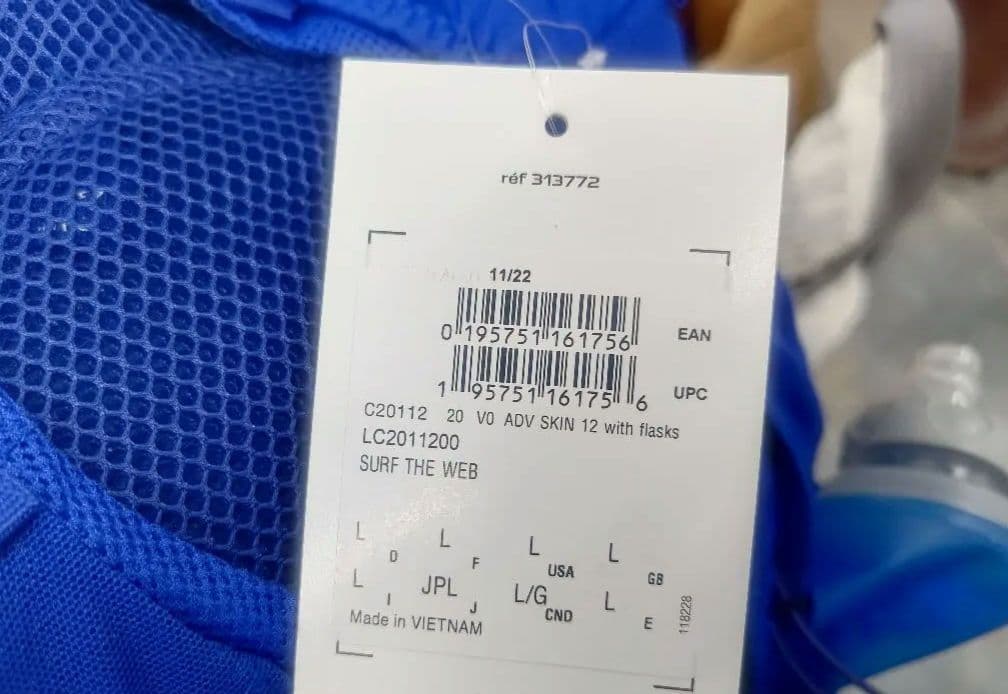 réf 313772
11/22
0 195751 161756
EAN
1 95751 16175 6
UPC
C20112 20 V0 ADV SKIN 12 with flasks
LC2011200
SURF THE WEB
L D L F L USA L GB
L I JPL J L/G CND L E
Made in VIETNAM
118228